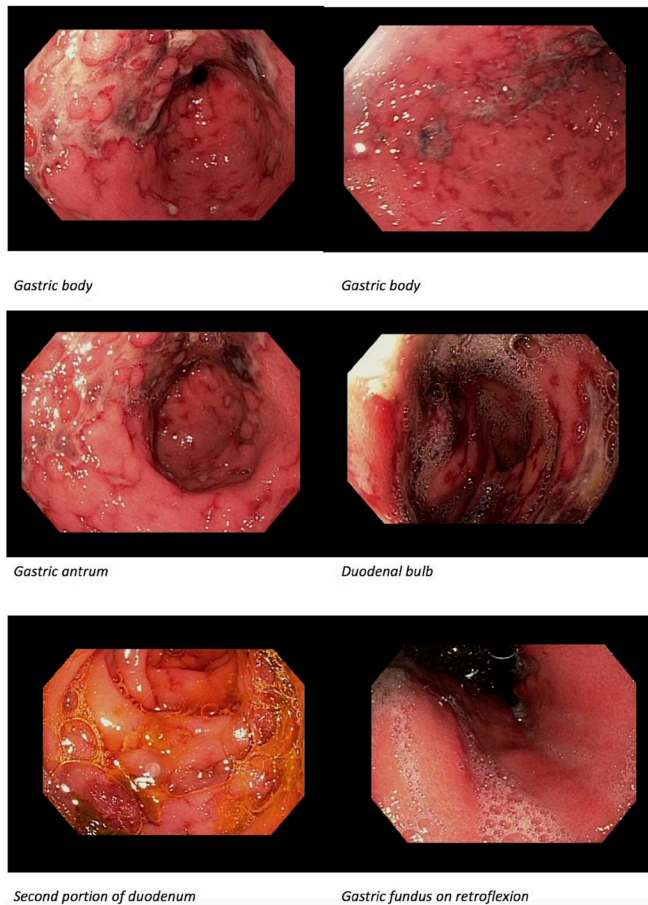 Gastric body
Gastric body
Gastric antrum
Duodenal bulb
Second portion of duodenum
Gastric fundus on retroflexion